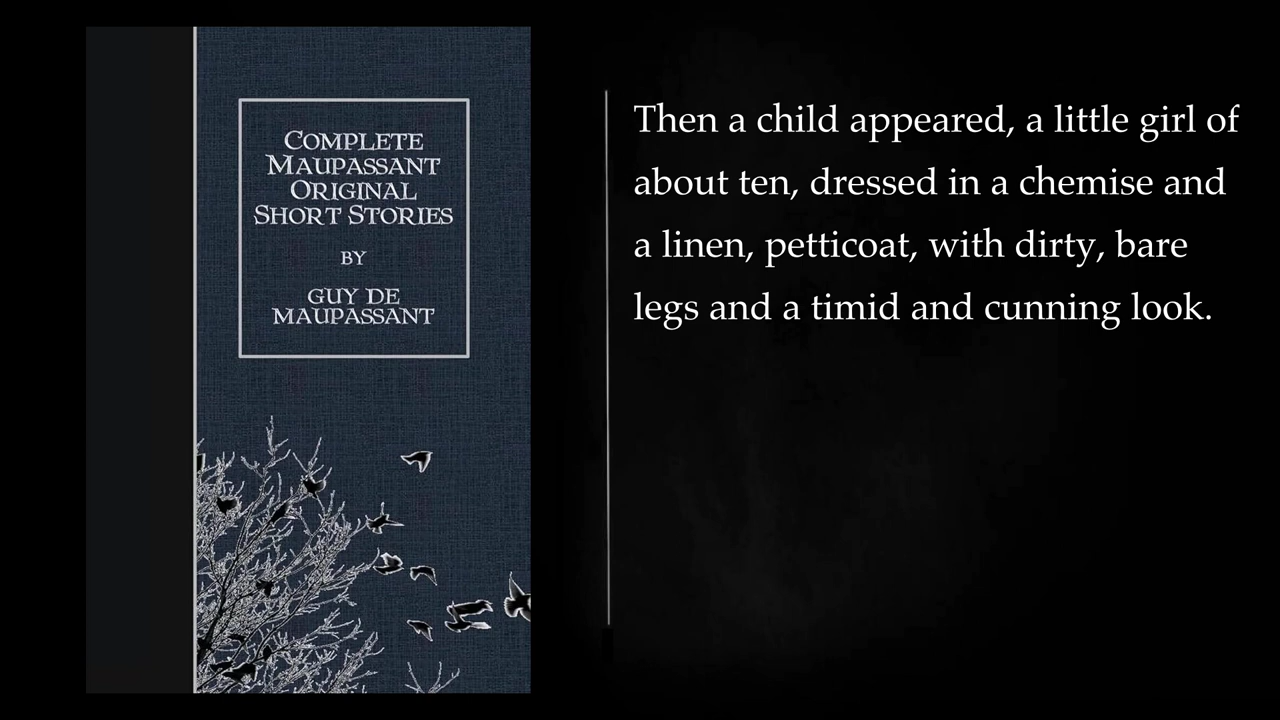 COMPLETE
MAUPASSANT
ORIGINAL
SHORT STORIES
BY
GUY DE
MAUPASSANT
Then a child appeared, a little girl of
about ten, dressed in a chemise and
a linen, petticoat, with dirty, bare
legs and a timid and cunning look.